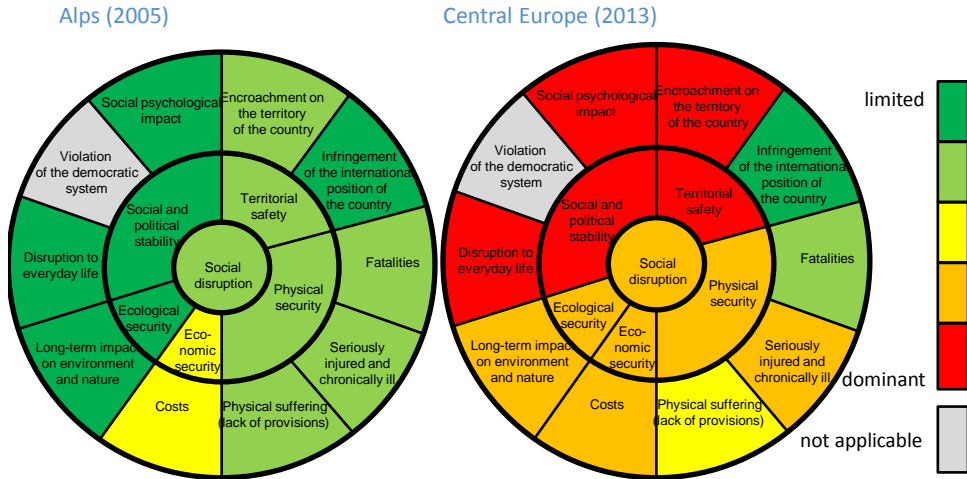 Alps (2005)
Central Europe (2013)
Social psychological
impact
Encroachment on
the territory
of the country
Infringement
of the international
position of
the country
Violation
of the democratic
system
Social and
political
stability
Territorial
safety
Disruption to
everyday life
Social
disruption
Physical
security
Fatalities
Ecological
security
Eco-
nomic
security
Long-term impact
on environment
and nature
Costs
Physical suffering
(lack of provisions)
Seriously
injured and
chronically ill
Social psychological
impact
Encroachment on
the territory
of the country
Infringement
of the international
position of
the country
Violation
of the democratic
system
Social and
political
stability
Territorial
safety
Disruption to
everyday life
Social
disruption
Physical
security
Fatalities
Ecological
security
Eco-
nomic
security
Long-term impact
on environment
and nature
Costs
Physical suffering
(lack of provisions)
Seriously
injured and
chronically ill
limited
dominant
not applicable